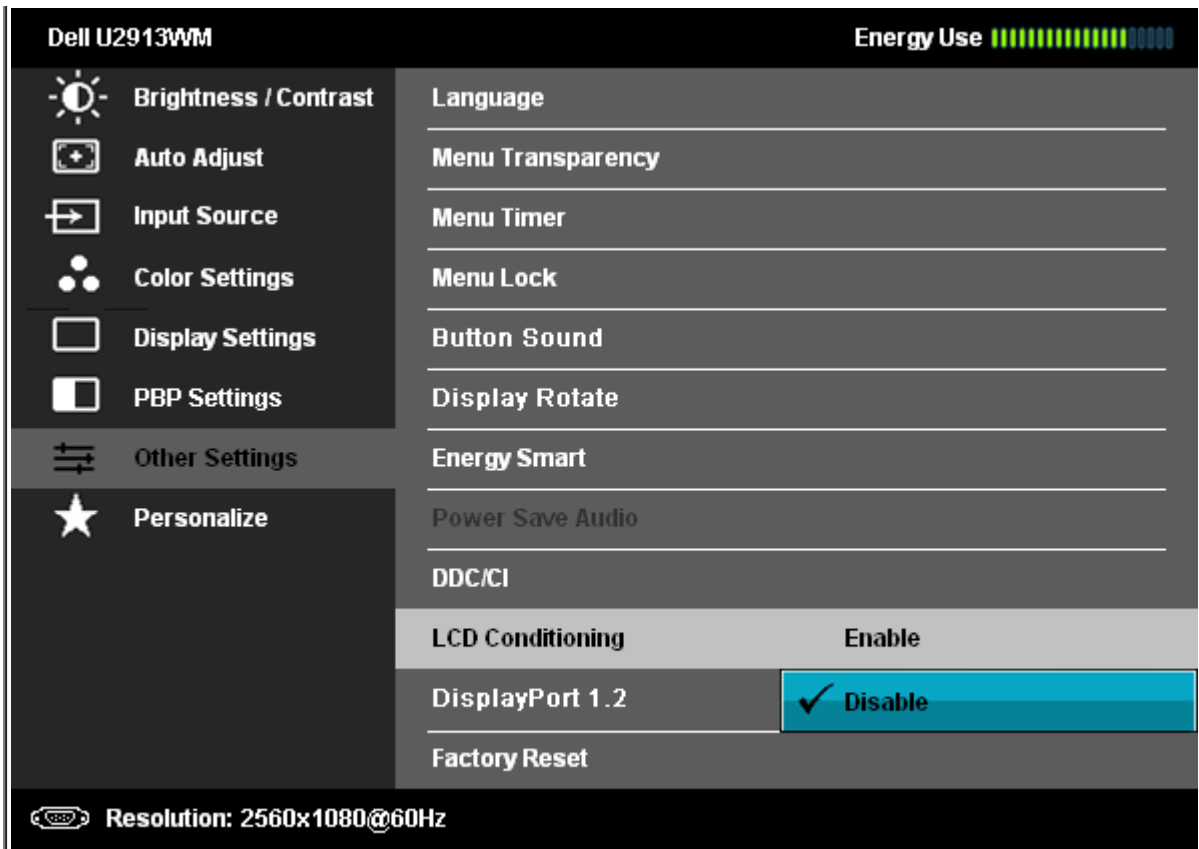 Dell U2913WM Energy Use
Brightness / Contrast Language
Auto Adjust Menu Transparency
Input Source Menu Timer
Color Settings Menu Lock
Display Settings Button Sound
PBP Settings Display Rotate
Other Settings Energy Smart
Personalize Power Save Audio
DDC/CI
LCD Conditioning Enable
DisplayPort 1.2 Disable
Factory Reset
Resolution: 2560x1080@60Hz